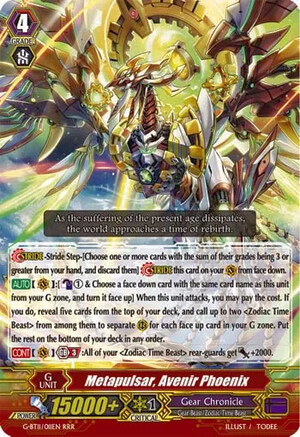 4
GRADE
As the suffering of the present age dissipates,
the world approaches a time of rebirth.
STRIDE -Stride Step-[Choose one or more cards with the sum of their grades being 3 or
greater from your hand, and discard them] STRIDE this card on your from face down.
AUTO : & Choose a face down card with the same card name as this unit from
your G zone, and turn it face up] When this unit attacks, you may pay the cost. If
you do, reveal five cards from the top of your deck, and call up to two <Zodiac Time
Beast> from among them to separate for each face up card in your G zone. Put
the rest on the bottom of your deck in any order.
CONT : 3 :All of your <Zodiac Time Beast> rear-guards get +2000.
G
UNIT
Metapulsar, Avenir Phoenix
POWER
15000+
1
Gear Chronicle
Gear Beast/Zodiac Time Beast
G-BT11/011EN RRR
ILLUST / TODEE